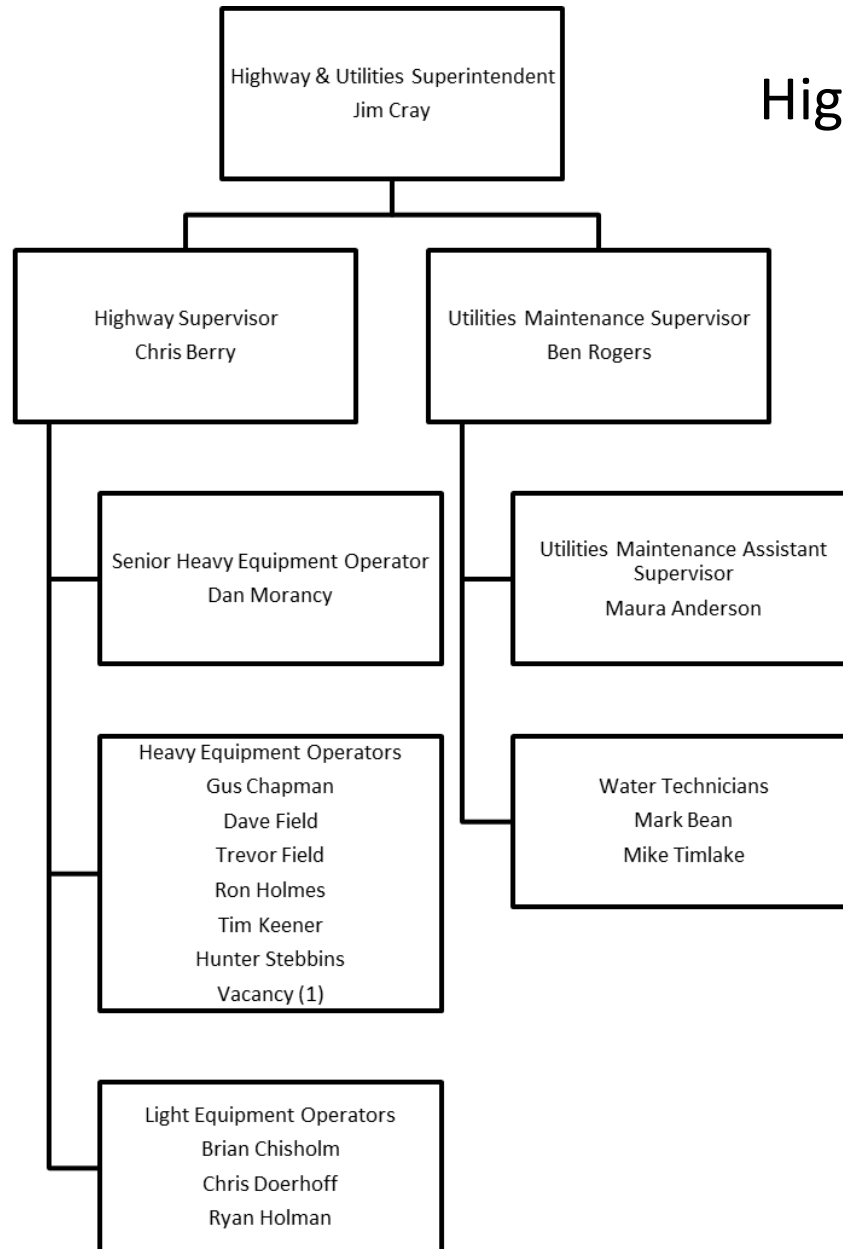 Highway & Utilities Superintendent
Jim Cray
Hig
Highway Supervisor
Chris Berry
Utilities Maintenance Supervisor
Ben Rogers
Senior Heavy Equipment Operator
Dan Morancy
Utilities Maintenance Assistant
Supervisor
Maura Anderson
Heavy Equipment Operators
Gus Chapman
Dave Field
Trevor Field
Ron Holmes
Tim Keener
Hunter Stebbins
Vacancy (1)
Water Technicians
Mark Bean
Mike Timlake
Light Equipment Operators
Brian Chisholm
Chris Doerhoff
Ryan Holman